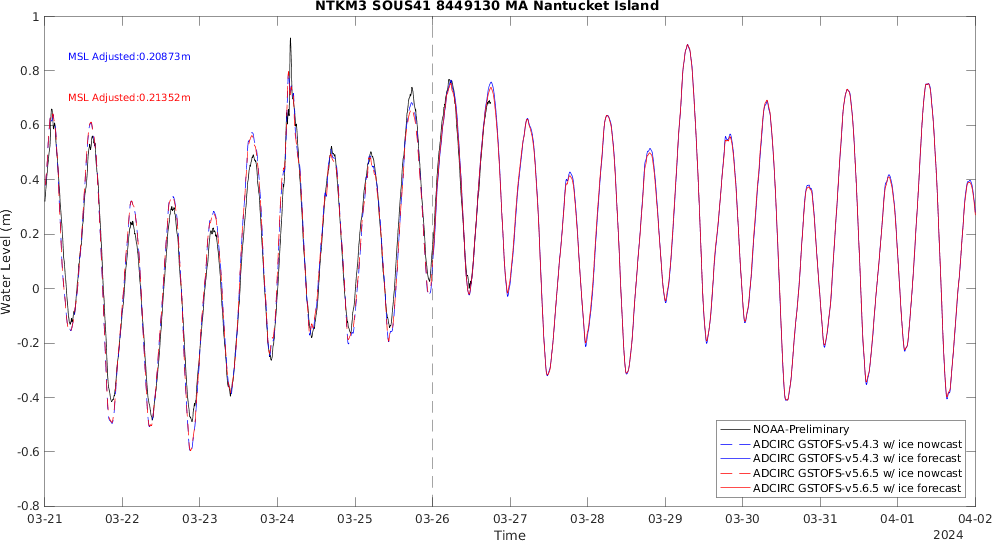 NTKM3 SOUS41 8449130 MA Nantucket Island
1
0.8
0.6
0.4
0.2
0
-0.2
-0.4
-0.6
-0.8
Water Level (m)
MSL Adjusted:0.20873m
MSL Adjusted:0.21352m
NOAA-Preliminary
ADCIRC GSTOFS-v5.4.3 w/ ice nowcast
ADCIRC GSTOFS-v5.4.3 w/ ice forecast
ADCIRC GSTOFS-v5.6.5 w/ ice nowcast
ADCIRC GSTOFS-v5.6.5 w/ ice forecast
03-21 03-22 03-23 03-24 03-25 03-26 03-27 03-28 03-29 03-30 03-31 04-01 04-02
Time
2024